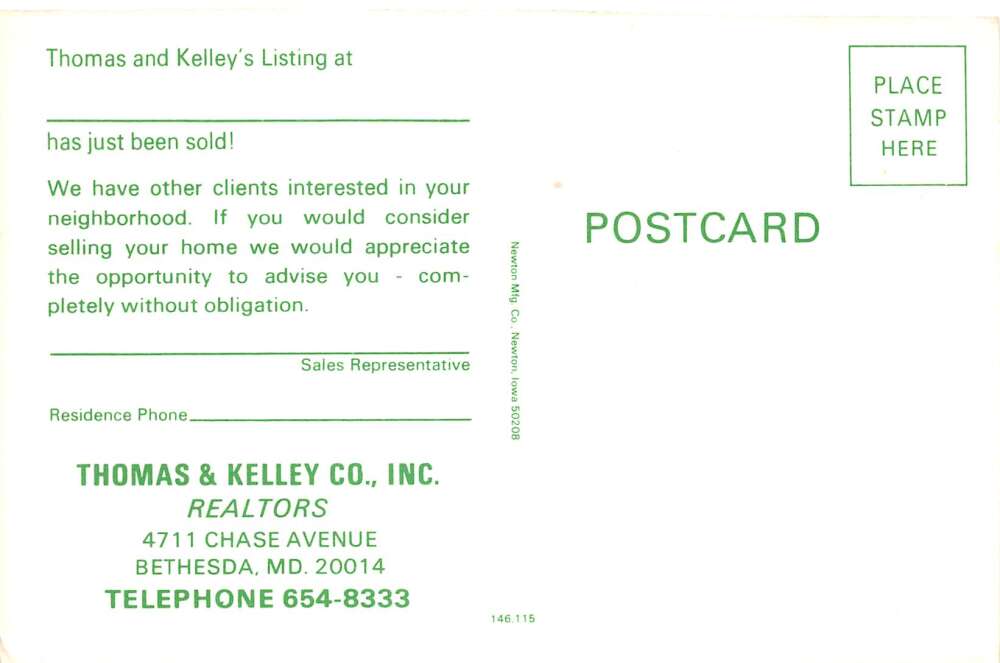 Thomas and Kelley's Listing at
has just been sold!
We have other clients interested in your
neighborhood. If you would consider
selling your home we would appreciate
the opportunity to advise you - com-
pletely without obligation.
Sales Representative
Residence Phone
THOMAS & KELLEY CO., INC.
REALTORS
4711 CHASE AVENUE
BETHESDA, MD. 20014
TELEPHONE 654-8333
Newton Mfg. Co., Newton, Iowa 50208
146.115
PLACE
STAMP
HERE
POSTCARD